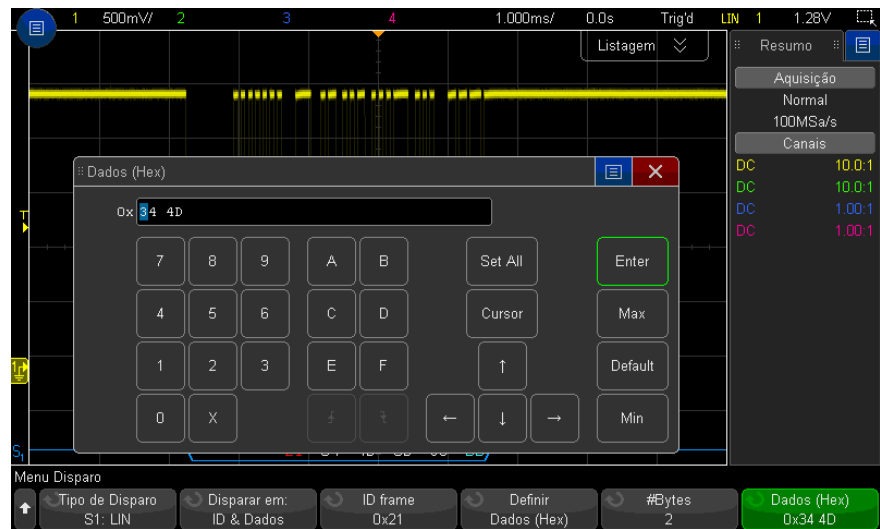 1 500mV/ 2 3 4 1.000ms/ 0.0s Trig'd LIN 1 1.28V
Listagem
Resumo
Aquisição
Normal
100MSa/s
Canais
DC 10.0:1
DC 10.0:1
DC 1.00:1
DC 1.00:1
Dados (Hex)
0x 34 4D
7 8 9 A B Set All Enter
4 5 6 C D Cursor Max
1 2 3 E F ↑ Default
0 X ← ↓ → Min
T
1
S1
Menu Disparo
Tipo de Disparo
S1: LIN
Disparar em:
ID & Dados
ID frame
0x21
Definir
Dados (Hex)
#Bytes
2
Dados (Hex)
0x34 4D